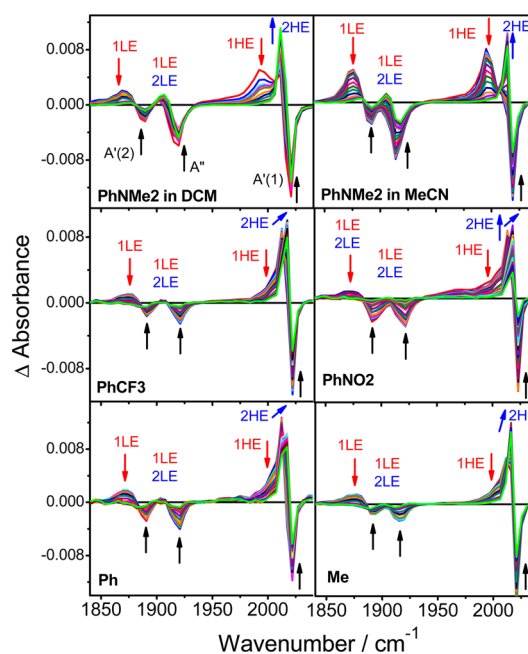 1LE
1HE
2HE
1LE
2LE
A'(2)
A''
A'(1)
PhNMe2 in DCM
1LE
1HE
2HE
1LE
2LE
PhNMe2 in MeCN
0.008
0.000
-0.008
1LE
1LE
2LE
1HE
2HE
PhCF3
1LE
2LE
1LE
2LE
1HE
2HE
PhNO2
0.008
0.000
-0.008
1LE
1LE
2LE
1HE
2HE
Ph
1LE
1LE
2LE
1HE
2H
Me
0.008
0.000
-0.008
Δ Absorbance
1850 1900 1950 2000
1850 1900 1950 2000
Wavenumber / cm⁻¹